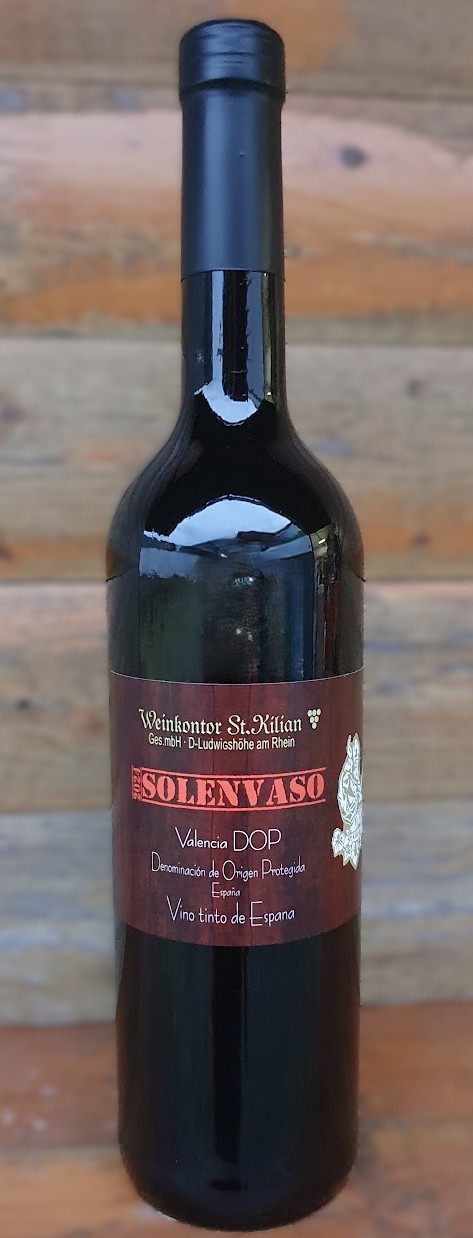 Weinkontor St.Kilian
Ges.mbH · D-Ludwigshöhe am Rhein
SOLENVASO
Valencia DOP
Denominación de Origen Protegida
España
Vino tinto de Espana